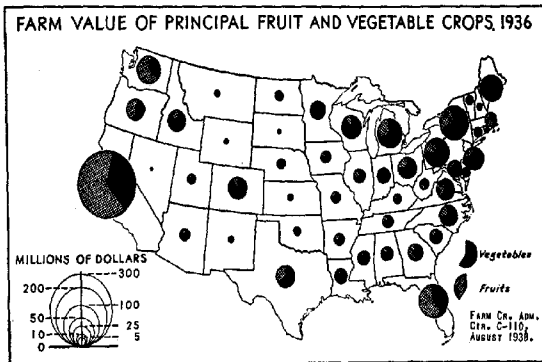 FARM VALUE OF PRINCIPAL FRUIT AND VEGETABLE CROPS, 1936
MILLIONS OF DOLLARS
300
200
100
50
25
10
5
0
Vegetables
Fruits
FARM CR. ADM.
CIR. C-110,
AUGUST 1938.